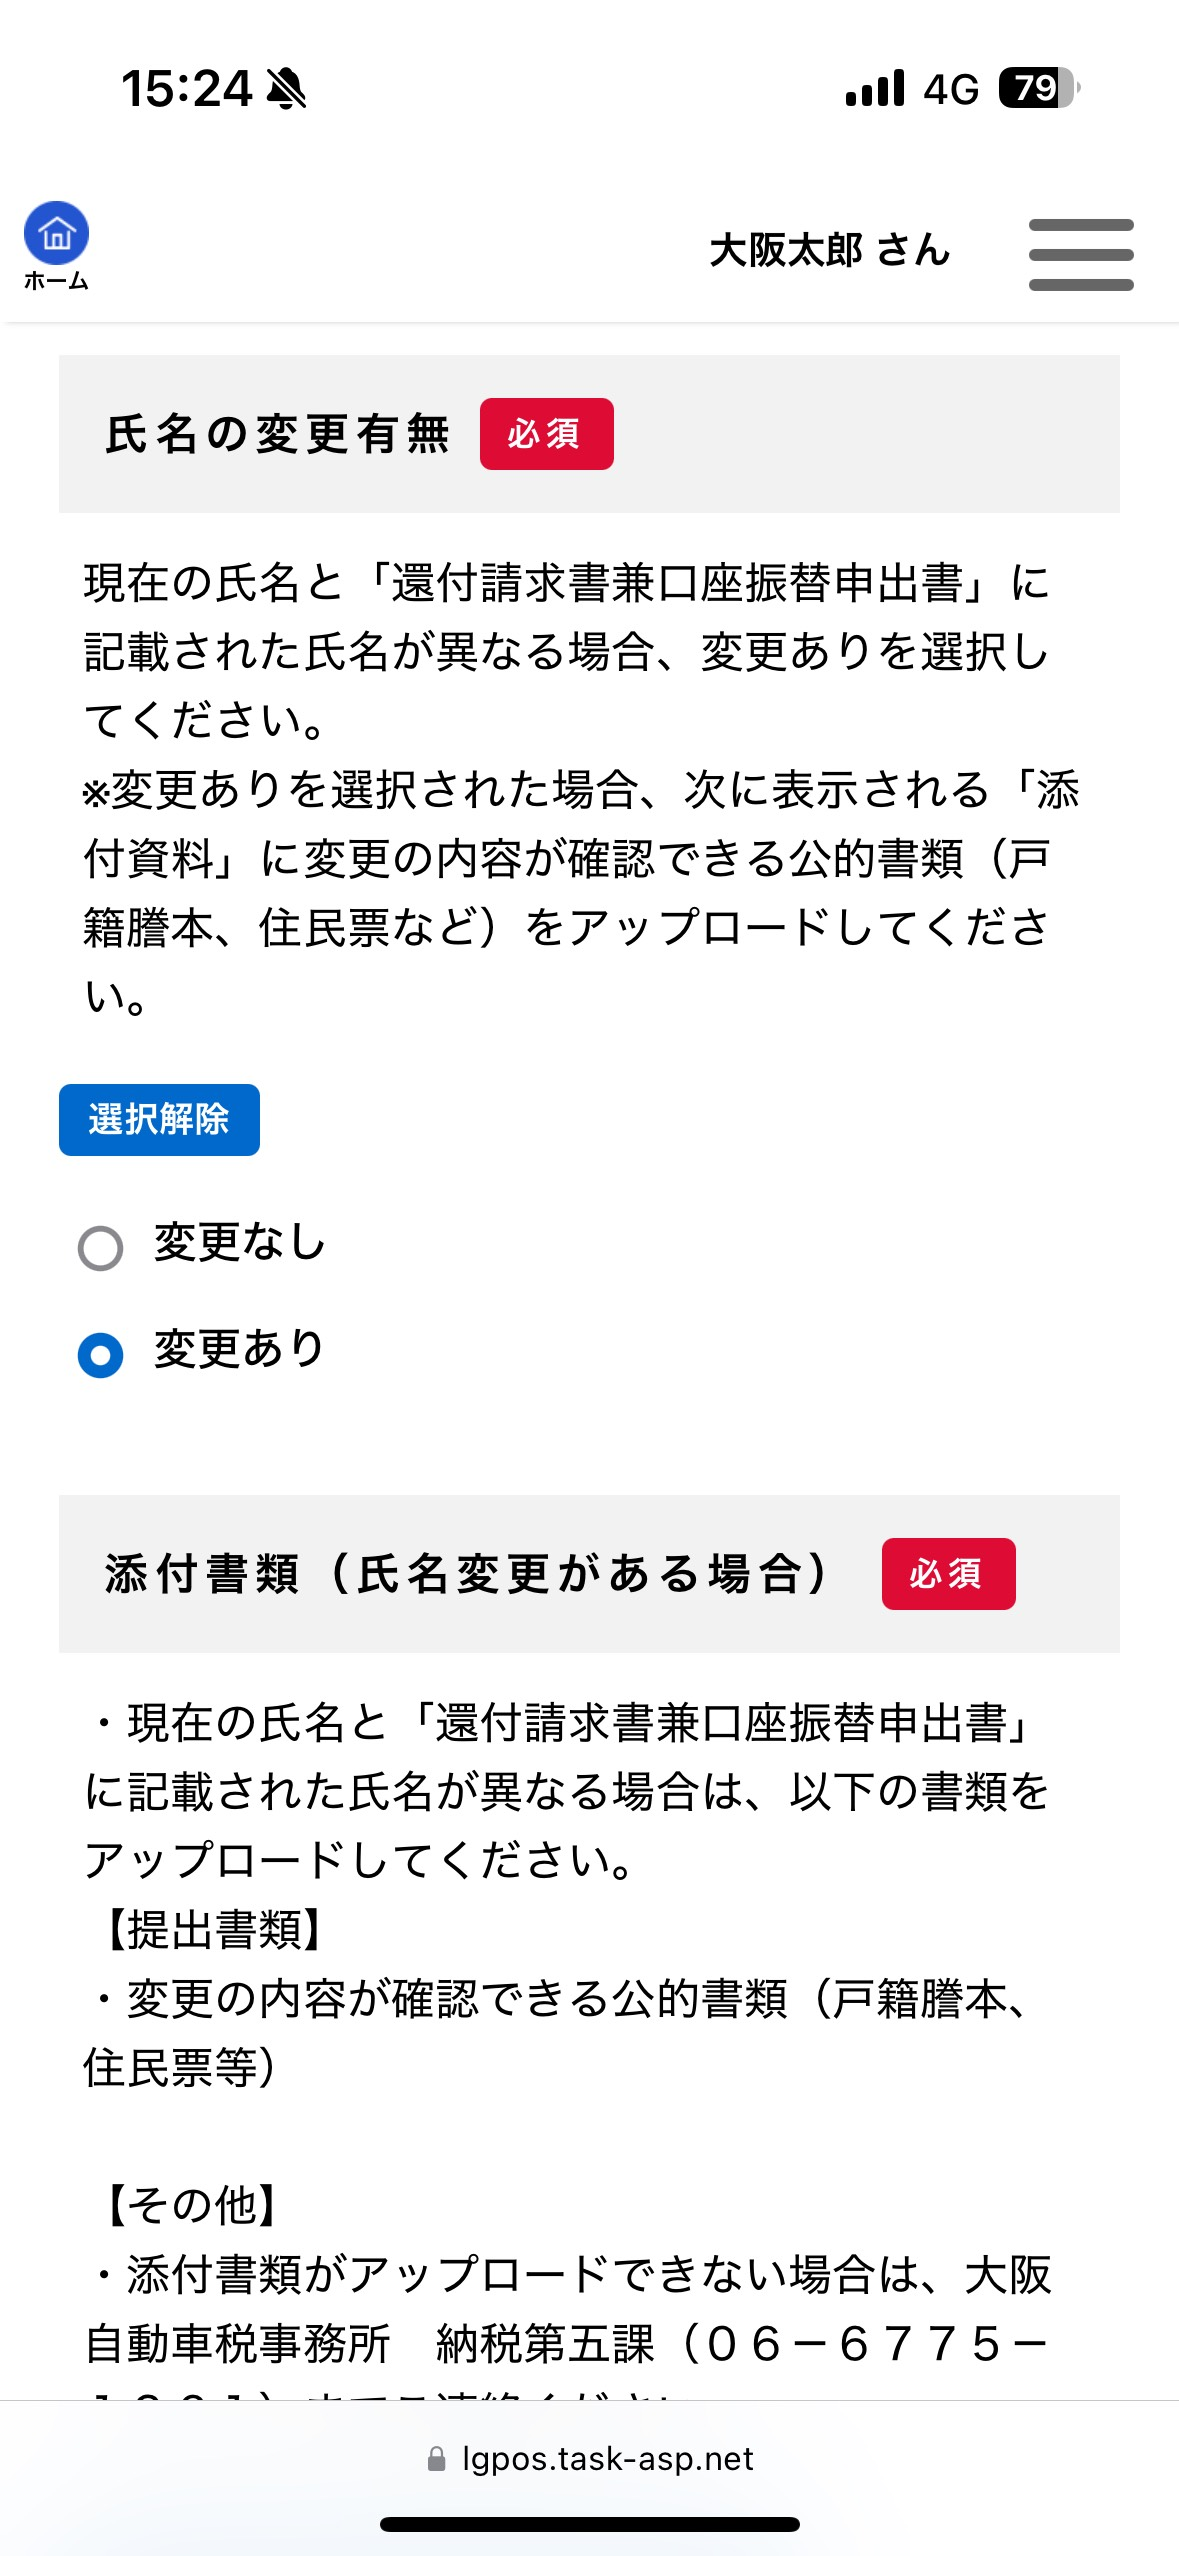 15:24
4G
79
ホーム
大阪太郎 さん
氏名の変更有無 必須
現在の氏名と「還付請求書兼口座振替申出書」に
記載された氏名が異なる場合、変更ありを選択し
てください。
※変更ありを選択された場合、次に表示される「添
付資料」に変更の内容が確認できる公的書類（戸
籍謄本、住民票など）をアップロードしてくださ
い。
選択解除
変更なし
変更あり
添付書類（氏名変更がある場合） 必須
・現在の氏名と「還付請求書兼口座振替申出書」
に記載された氏名が異なる場合は、以下の書類を
アップロードしてください。
【提出書類】
・変更の内容が確認できる公的書類（戸籍謄本、
住民票等）
【その他】
・添付書類がアップロードできない場合は、大阪
自動車税事務所　納税第五課（０６－６７７５－
lgpos.task-asp.net